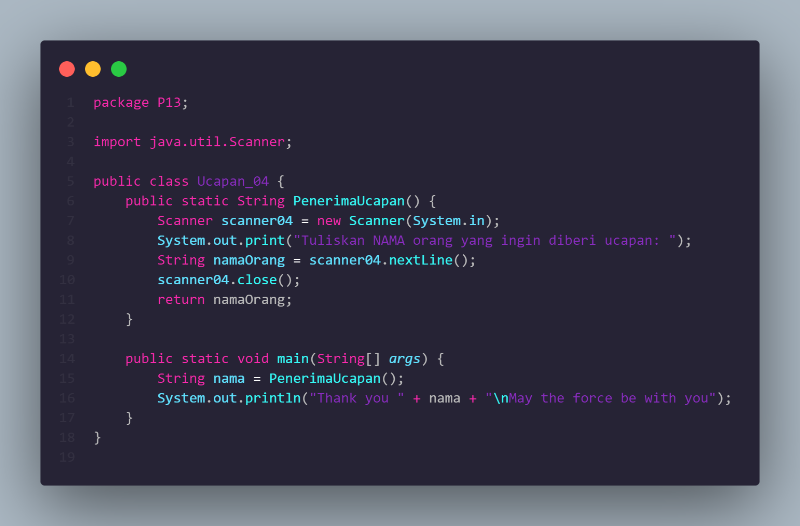 1 package P13;
2
3 import java.util.Scanner;
4
5 public class Ucapan_04 {
6     public static String PenerimaUcapan() {
7         Scanner scanner04 = new Scanner(System.in);
8         System.out.print("Tuliskan NAMA orang yang ingin diberi ucapan: ");
9         String namaOrang = scanner04.nextLine();
10         scanner04.close();
11         return namaOrang;
12     }
13
14     public static void main(String[] args) {
15         String nama = PenerimaUcapan();
16         System.out.println("Thank you " + nama + "\nMay the force be with you");
17     }
18 }
19